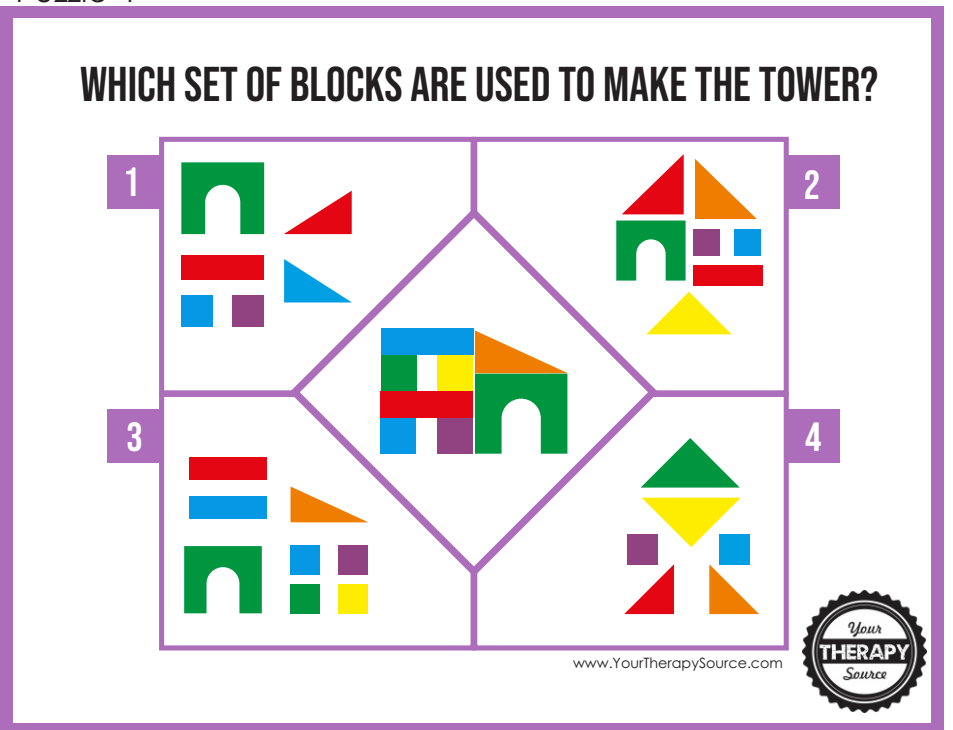 WHICH SET OF BLOCKS ARE USED TO MAKE THE TOWER?
1
2
3
4
www.YourTherapySource.com
Your
THERAPY
Source